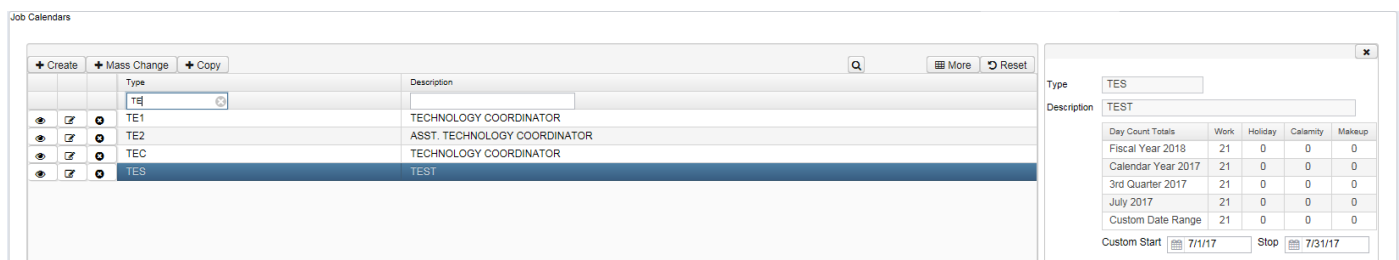 Job Calendars
Create Mass Change Copy More Reset
Type Description
TE
TE1 TECHNOLOGY COORDINATOR
TE2 ASST. TECHNOLOGY COORDINATOR
TEC TECHNOLOGY COORDINATOR
TES TEST
Type TES
Description TEST
Day Count Totals Work Holiday Calamity Makeup
Fiscal Year 2018 21 0 0 0
Calendar Year 2017 21 0 0 0
3rd Quarter 2017 21 0 0 0
July 2017 21 0 0 0
Custom Date Range 21 0 0 0
Custom Start 7/1/17 Stop 7/31/17